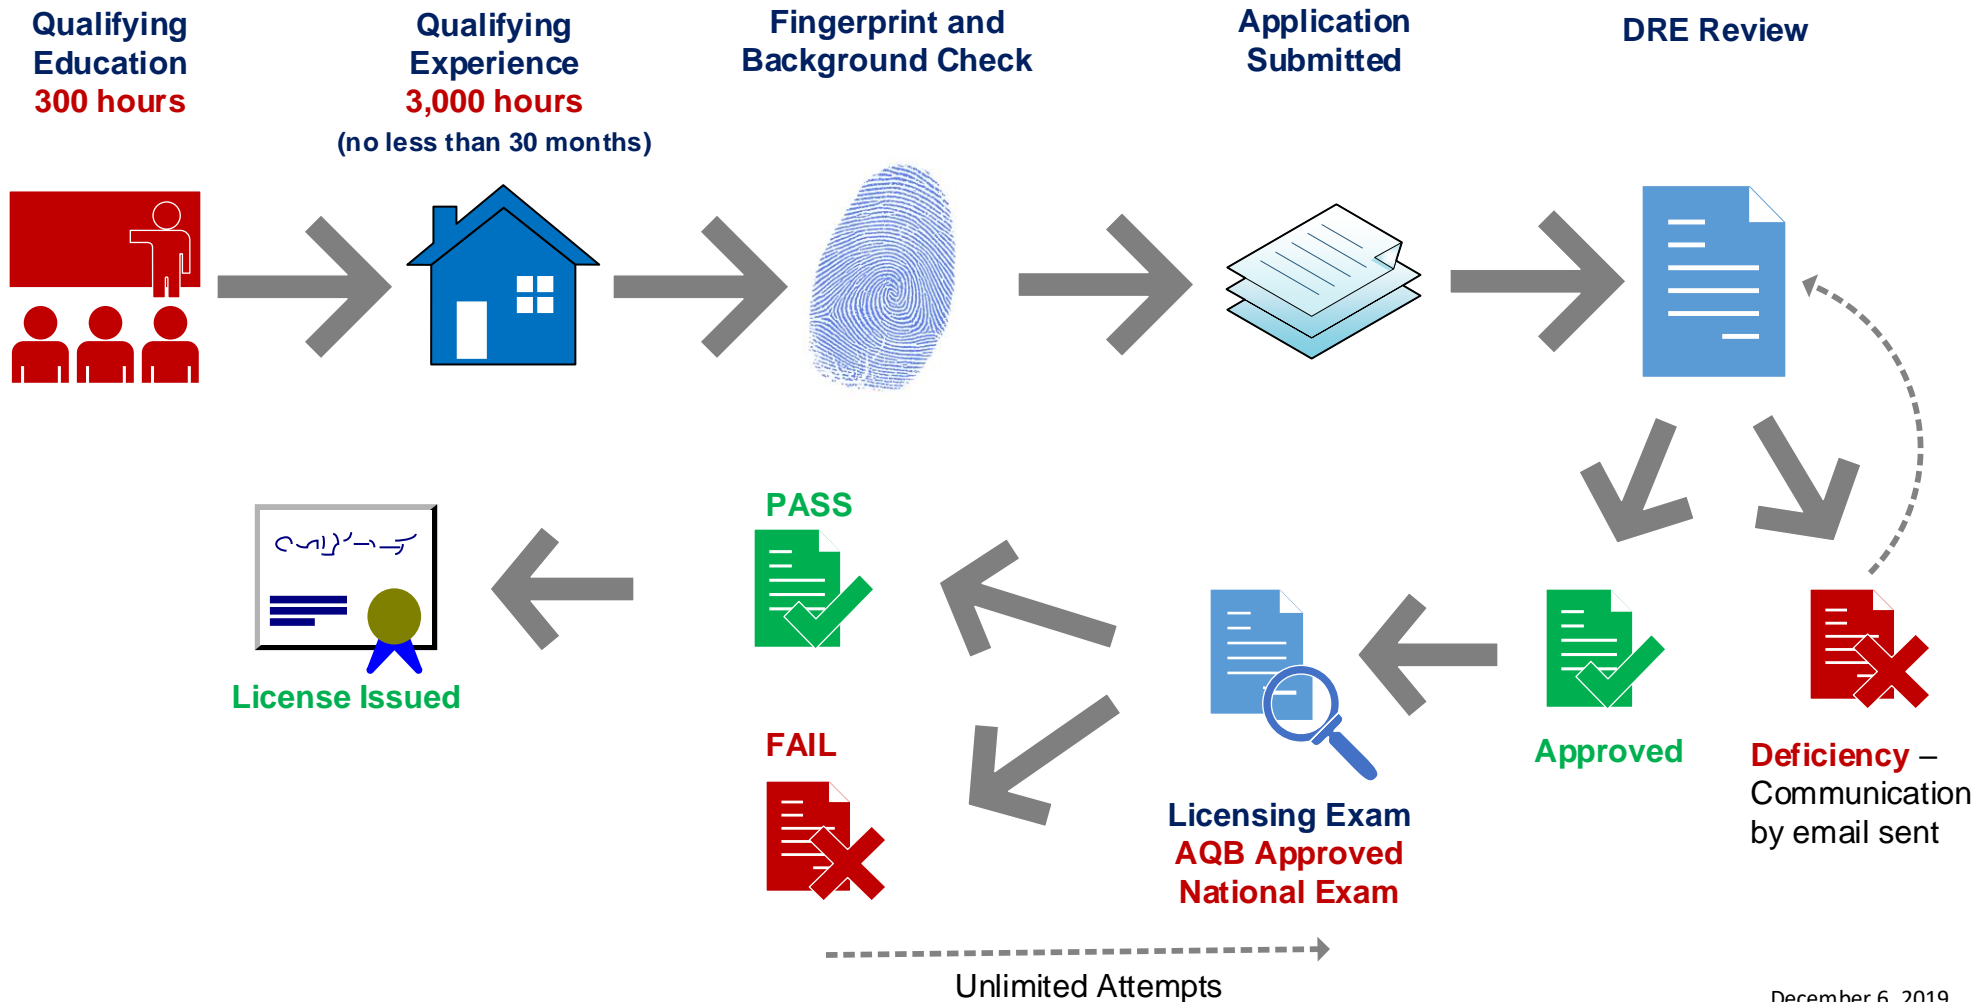 Qualifying
Education
300 hours
Qualifying
Experience
3,000 hours
(no less than 30 months)
Fingerprint and
Background Check
Application
Submitted
DRE Review
PASS
License Issued
FAIL
Licensing Exam
AQB Approved
National Exam
Approved
Deficiency –
Communication
by email sent
Unlimited Attempts
December 6, 2019